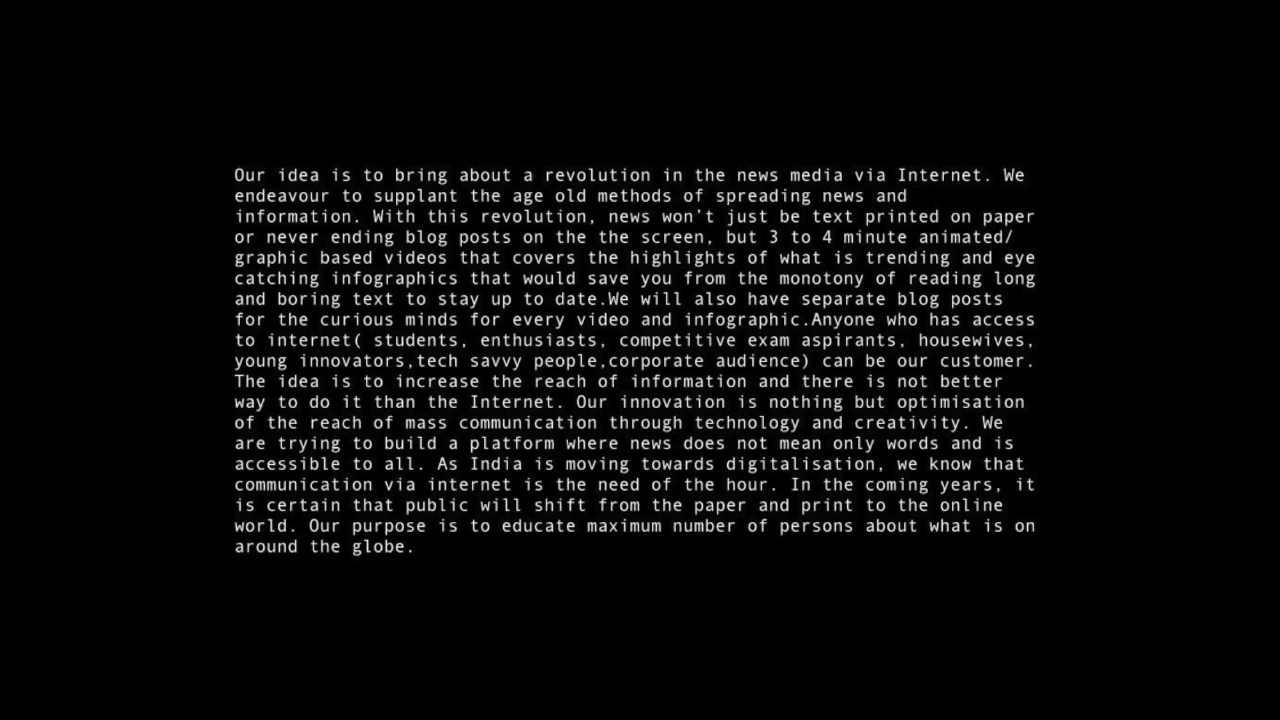 Our idea is to bring about a revolution in the news media via Internet. We
endeavour to supplant the age old methods of spreading news and
information. With this revolution, news won't just be text printed on paper
or never ending blog posts on the the screen, but 3 to 4 minute animated/
graphic based videos that covers the highlights of what is trending and eye
catching infographics that would save you from the monotony of reading long
and boring text to stay up to date.We will also have separate blog posts
for the curious minds for every video and infographic.Anyone who has access
to internet( students, enthusiasts, competitive exam aspirants, housewives,
young innovators,tech savvy people,corporate audience) can be our customer.
The idea is to increase the reach of information and there is not better
way to do it than the Internet. Our innovation is nothing but optimisation
of the reach of mass communication through technology and creativity. We
are trying to build a platform where news does not mean only words and is
accessible to all. As India is moving towards digitalisation, we know that
communication via internet is the need of the hour. In the coming years, it
is certain that public will shift from the paper and print to the online
world. Our purpose is to educate maximum number of persons about what is on
around the globe.